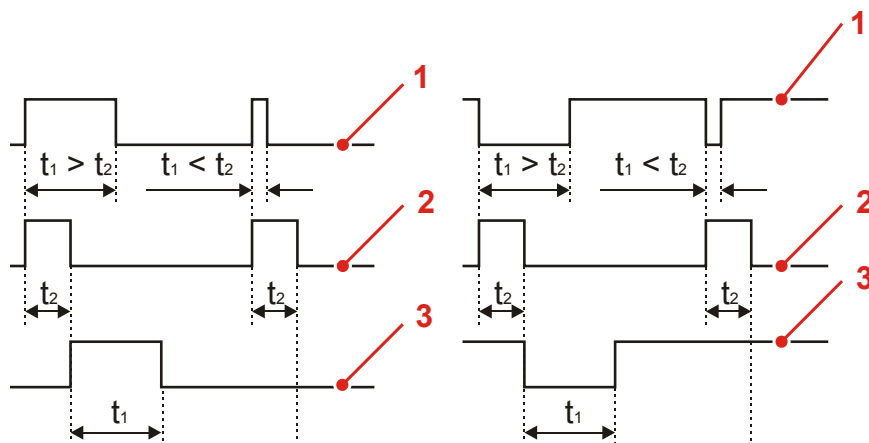 1
1
t₁ > t₂ t₁ < t₂
t₁ > t₂ t₁ < t₂
2
2
t₂ t₂
t₂ t₂
3
3
t₁
t₁